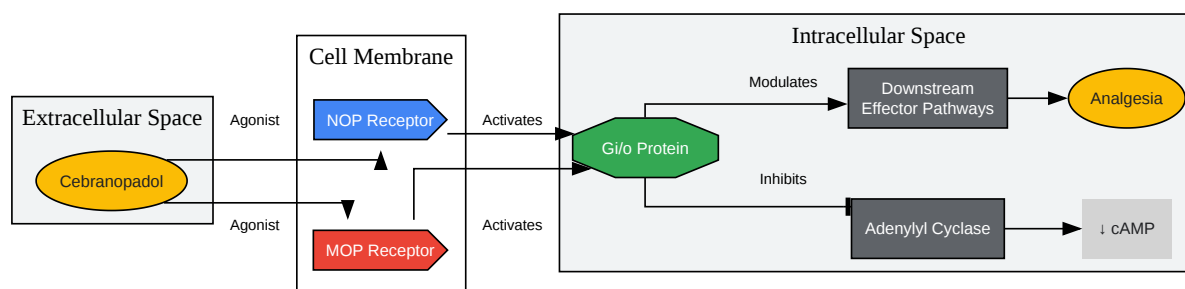 Extracellular Space
Cebranopadol
Agonist
Agonist
Cell Membrane
NOP Receptor
MOP Receptor
Activates
Activates
Intracellular Space
Gi/o Protein
Modulates
Inhibits
Downstream
Effector Pathways
Analgesia
Adenylyl Cyclase
↓ cAMP